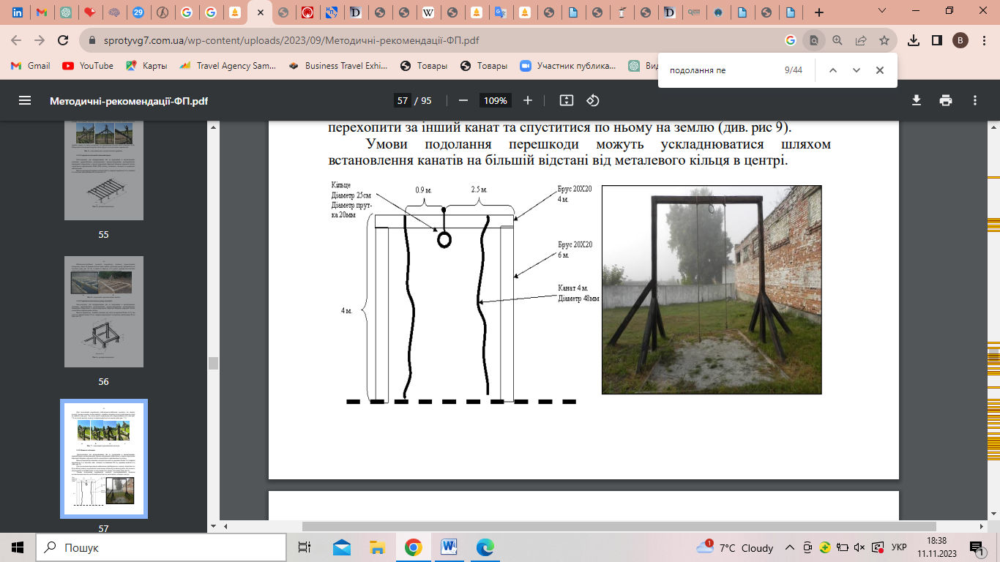 29
sprotyvg7.com.ua/wp-content/uploads/2023/09/Методичні-рекомендації-ФП.pdf
B
Gmail
YouTube
Карты
Travel Agency Sam...
Business Travel Exhi...
Товары
Товары
Участник публика...
подолання пе
9/44
Методичні-рекомендації-ФП.pdf
57 / 95
109%
55
56
57
перехопити за інший канат та спуститися по ньому на землю (див. рис 9).
Умови подолання перешкоди можуть ускладнюватися шляхом
встановлення канатів на більшій відстані від металевого кільця в центрі.
Кільце
Діаметр 25см
Діаметр прут-
ка 20мм
0.9 м.
2.5 м.
Брус 20Х20
4 м.
Брус 20Х20
6 м.
Канат 4 м.
Діаметр 48мм
4 м.
Пошук
1
7°C Cloudy
УКР
18:38
11.11.2023
1